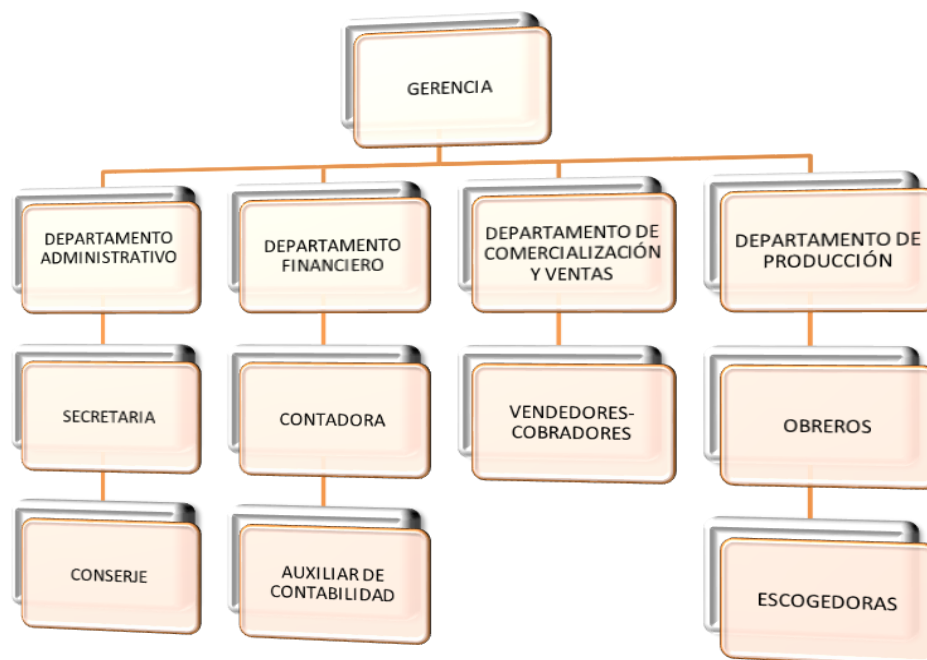 GERENCIA
DEPARTAMENTO
ADMINISTRATIVO
DEPARTAMENTO
FINANCIERO
DEPARTAMENTO DE
COMERCIALIZACIÓN
Y VENTAS
DEPARTAMENTO DE
PRODUCCIÓN
SECRETARIA
CONTADORA
VENDEDORES-
COBRADORES
OBREROS
CONSERJE
AUXILIAR DE
CONTABILIDAD
ESCOGEDORAS